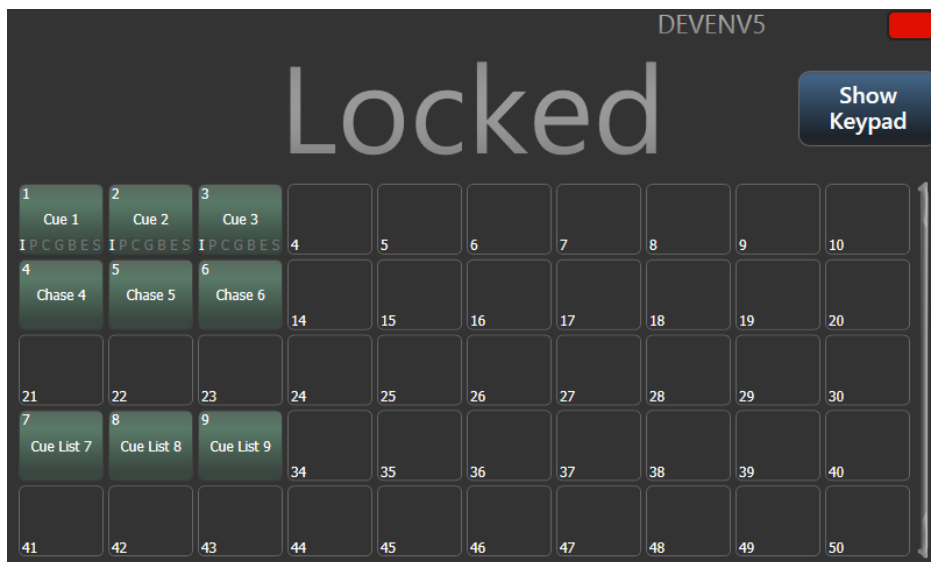 DEVENV5
Locked
Show
Keypad
1 2 3
Cue 1 Cue 2 Cue 3
IPCGBES IPCGBES IPCGBES 4 5 6 7 8 9 10
4 5 6
Chase 4 Chase 5 Chase 6
14 15 16 17 18 19 20
21 22 23 24 25 26 27 28 29 30
7 8 9
Cue List 7 Cue List 8 Cue List 9
34 35 36 37 38 39 40
41 42 43 44 45 46 47 48 49 50